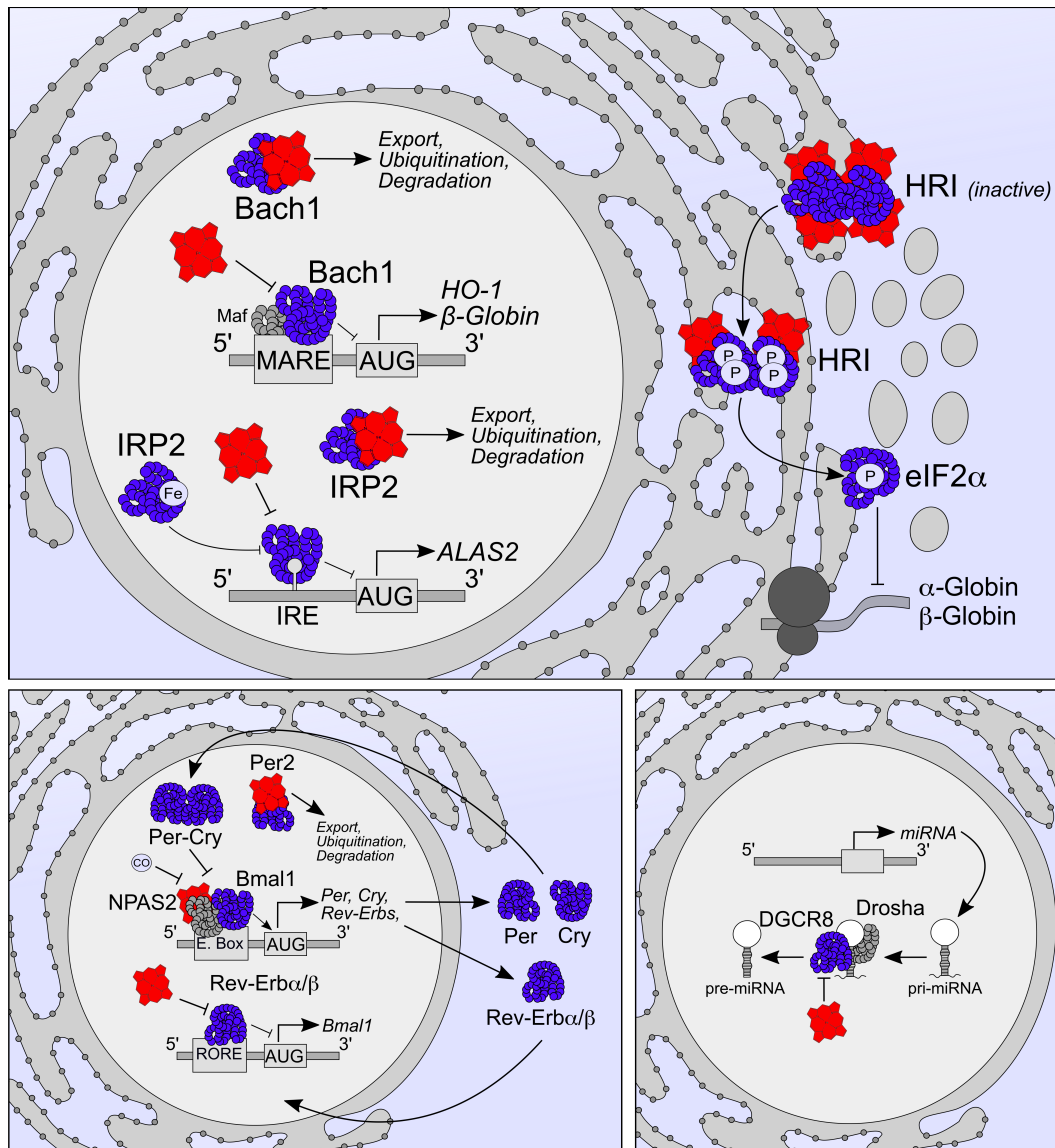 Export,
Ubiquitination,
Degradation
Bach1
HRI (inactive)
Bach1
Maf
HO-1
β-Globin
5'
3'
MARE
AUG
P
P
P
P
HRI
Export,
Ubiquitination,
Degradation
IRP2
Fe
IRP2
P
eIF2α
ALAS2
5'
3'
AUG
IRE
α-Globin
β-Globin
Per2
Export,
Ubiquitination,
Degradation
Per-Cry
CO
NPAS2
Bmal1
Per, Cry,
Rev-Erbs,
5'
3'
E. Box
AUG
Per
Cry
Rev-Erbα/β
Rev-Erbα/β
Bmal1
5'
3'
RORE
AUG
miRNA
5'
3'
DGCR8
Drosha
pre-miRNA
pri-miRNA